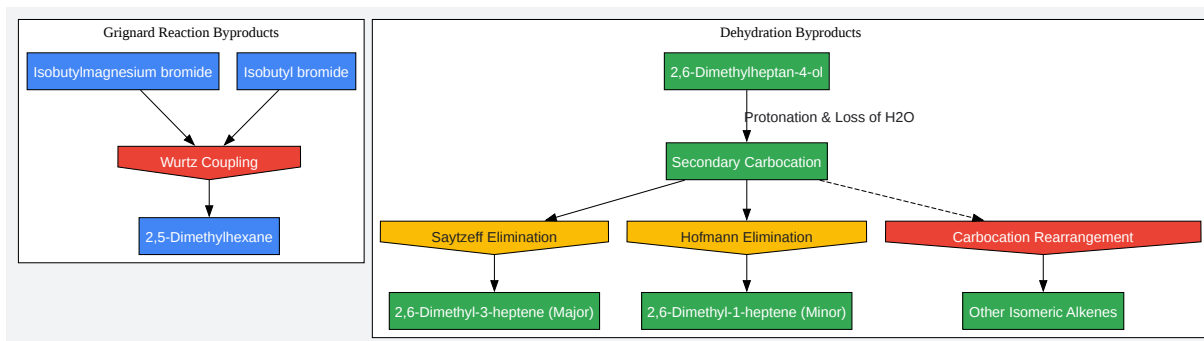 Grignard Reaction Byproducts
Isobutylmagnesium bromide
Isobutyl bromide
Wurtz Coupling
2,5-Dimethylhexane
Dehydration Byproducts
2,6-Dimethylheptan-4-ol
Protonation & Loss of H2O
Secondary Carbocation
Saytzeff Elimination
Hofmann Elimination
Carbocation Rearrangement
2,6-Dimethyl-3-heptene (Major)
2,6-Dimethyl-1-heptene (Minor)
Other Isomeric Alkenes